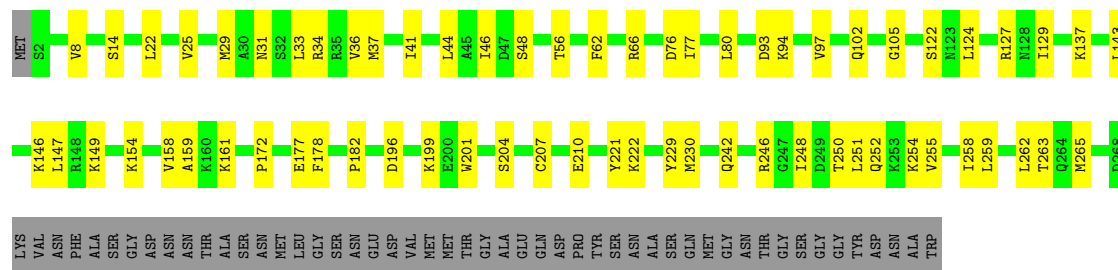 MET S2 V8 S14 L22 V25 M29 A30 N31 S32 L33 R34 R35 V36 M37 I41 L44 A45 I46 D47 S48 T56 F62 R66 D76 I77 L80 D93 K94 V97 Q102 G105 S122 N123 L124 R127 N128 I129 K137 L143
K146 L147 R148 K149 K154 V158 A159 K160 K161 P172 E177 F178 P182 D196 K199 E200 W201 S204 C207 E210 Y221 K222 Y229 M230 Q242 R246 G247 I248 D249 T250 L251 Q252 K253 K254 V255 I258 L259 L262 T263 Q264 M265
LYS VAL ASN PHE ALA SER GLY ASP ASN ASN THR ALA SER ASN MET LEU GLY SER ASN GLU ASP VAL MET MET THR GLY ALA GLU GLN ASP PRO TYR SER ASN ALA SER GLN MET GLY ASN THR GLY SER GLY GLY TYR ASP ASN ALA TRP